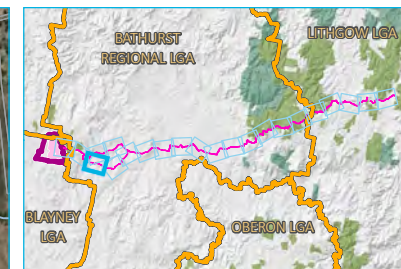 BATHURST
REGIONAL LGA
LITHGOW LGA
BLAYNEY
LGA
OBERON LGA